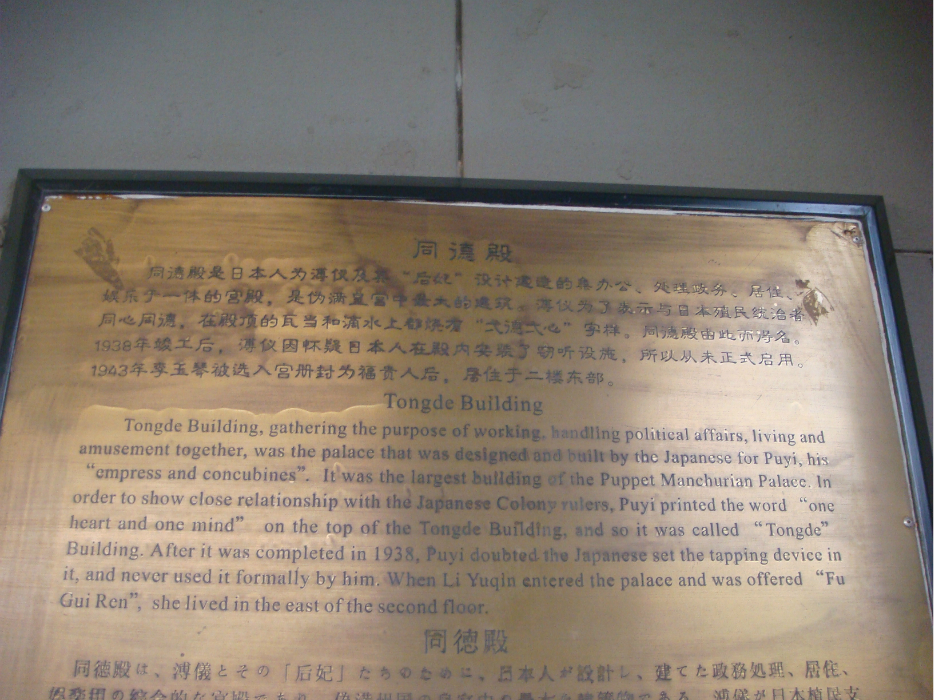 同德殿
同德殿是日本人为溥仪及其“后妃”设计建造的集办公、处理政务、居住、
娱乐于一体的宫殿，是伪满皇宫中最大的建筑。溥仪为了表示与日本殖民统治者
同心同德，在殿顶的瓦当和滴水上都烧有“弌德弌心”字样。同德殿由此而得名。
1938年竣工后，溥仪因怀疑日本人在殿内安装了窃听设施，所以从未正式启用。
1943年李玉琴被选入宫册封为福贵人后，居住于二楼东部。
Tongde Building
Tongde Building, gathering the purpose of working, handling political affairs, living and
amusement together, was the palace that was designed and built by the Japanese for Puyi, his
“empress and concubines”. It was the largest building of the Puppet Manchurian Palace. In
order to show close relationship with the Japanese Colony rulers, Puyi printed the word “one
heart and one mind” on the top of the Tongde Building, and so it was called “Tongde”
Building. After it was completed in 1938, Puyi doubted the Japanese set the tapping device in
it, and never used it formally by him. When Li Yuqin entered the palace and was offered “Fu
Gui Ren”, she lived in the east of the second floor.
同德殿
同德殿は、溥儀とその「后妃」たちのために、日本人が設計し、建てた政務処理、居住、